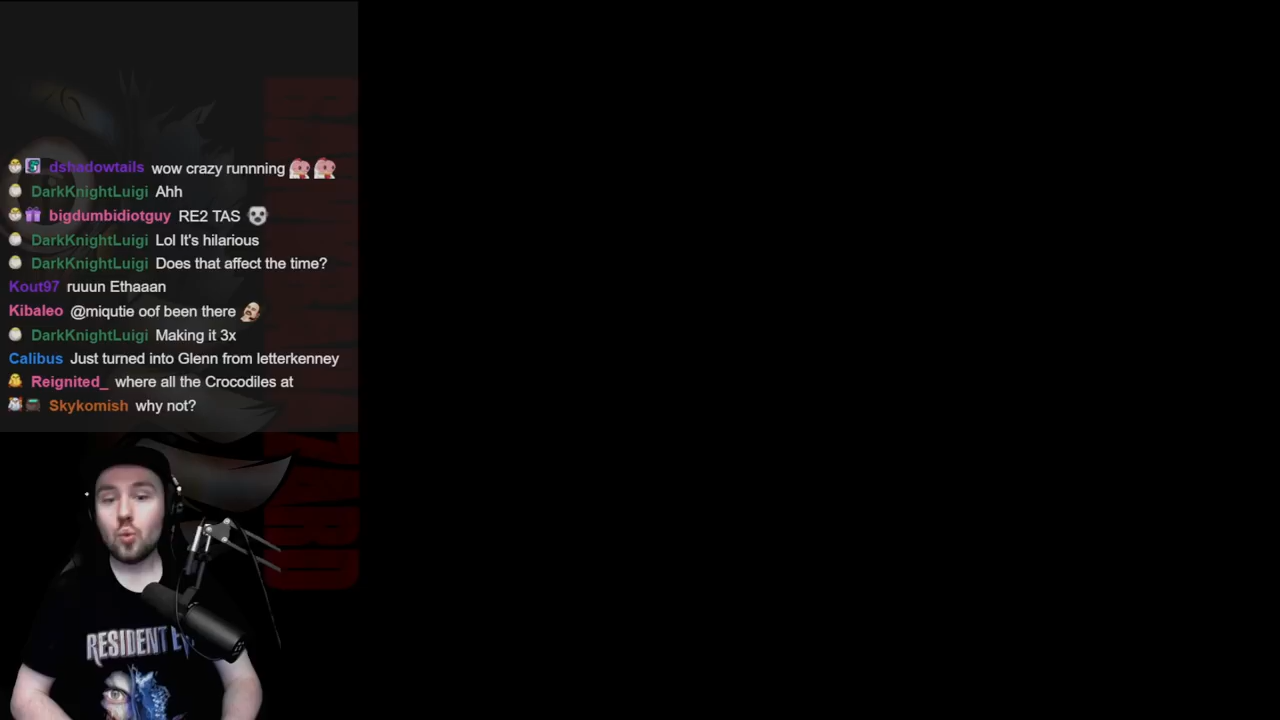 dshadowtails wow crazy runnning
DarkKnightLuigi Ahh
bigdumbidiotguy RE2 TAS
DarkKnightLuigi Lol It's hilarious
DarkKnightLuigi Does that affect the time?
Kout97 ruuun Ethaaan
Kibaleo @miqutie oof been there
DarkKnightLuigi Making it 3x
Calibus Just turned into Glenn from letterkenney
Reignited_ where all the Crocodiles at
Skykomish why not?
RESIDENT